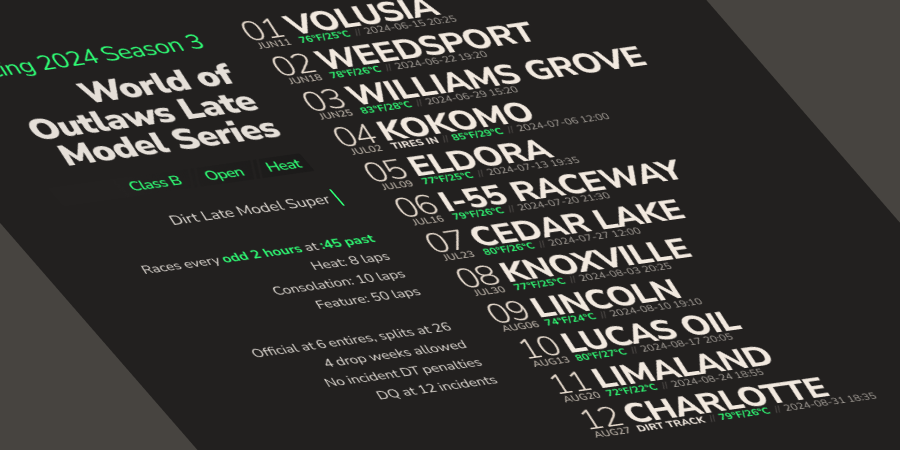 ing 2024 Season 3
World of
Outlaws Late
Model Series
Class B Open Heat
Dirt Late Model Super
Races every odd 2 hours at :45 past
Heat: 8 laps
Consolation: 10 laps
Feature: 50 laps
Official at 6 entires, splits at 26
4 drop weeks allowed
No incident DT penalties
DQ at 12 incidents
01 VOLUSIA
JUN11 76°F/25°C // 2024-06-15 20:25
02 WEEDSPORT
JUN18 78°F/26°C // 2024-06-22 19:20
03 WILLIAMS GROVE
JUN25 83°F/28°C // 2024-06-29 15:20
04 KOKOMO
JUL02 TIRES IN // 85°F/29°C // 2024-07-06 12:00
05 ELDORA
JUL09 77°F/25°C // 2024-07-13 19:35
06 I-55 RACEWAY
JUL16 79°F/26°C // 2024-07-20 21:30
07 CEDAR LAKE
JUL23 80°F/26°C // 2024-07-27 12:00
08 KNOXVILLE
JUL30 77°F/25°C // 2024-08-03 20:25
09 LINCOLN
AUG06 74°F/24°C // 2024-08-10 19:10
10 LUCAS OIL
AUG13 80°F/27°C // 2024-08-17 20:05
11 LIMALAND
AUG20 72°F/22°C // 2024-08-24 18:55
12 CHARLOTTE
AUG27 DIRT TRACK // 79°F/26°C // 2024-08-31 18:35